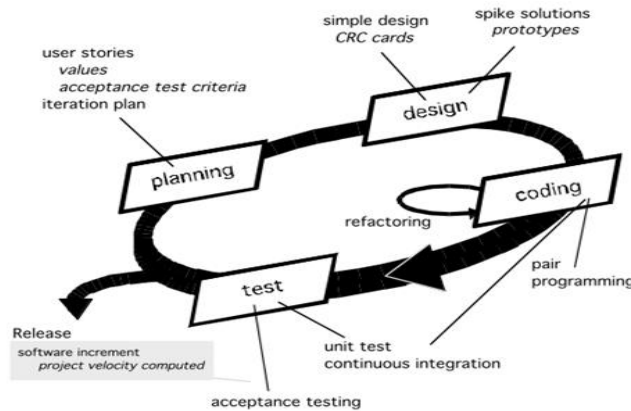 simple design
CRC cards
spike solutions
prototypes
user stories
values
acceptance test criteria
iteration plan
design
planning
coding
refactoring
test
pair
programming
unit test
continuous integration
acceptance testing
Release
software increment
project velocity computed